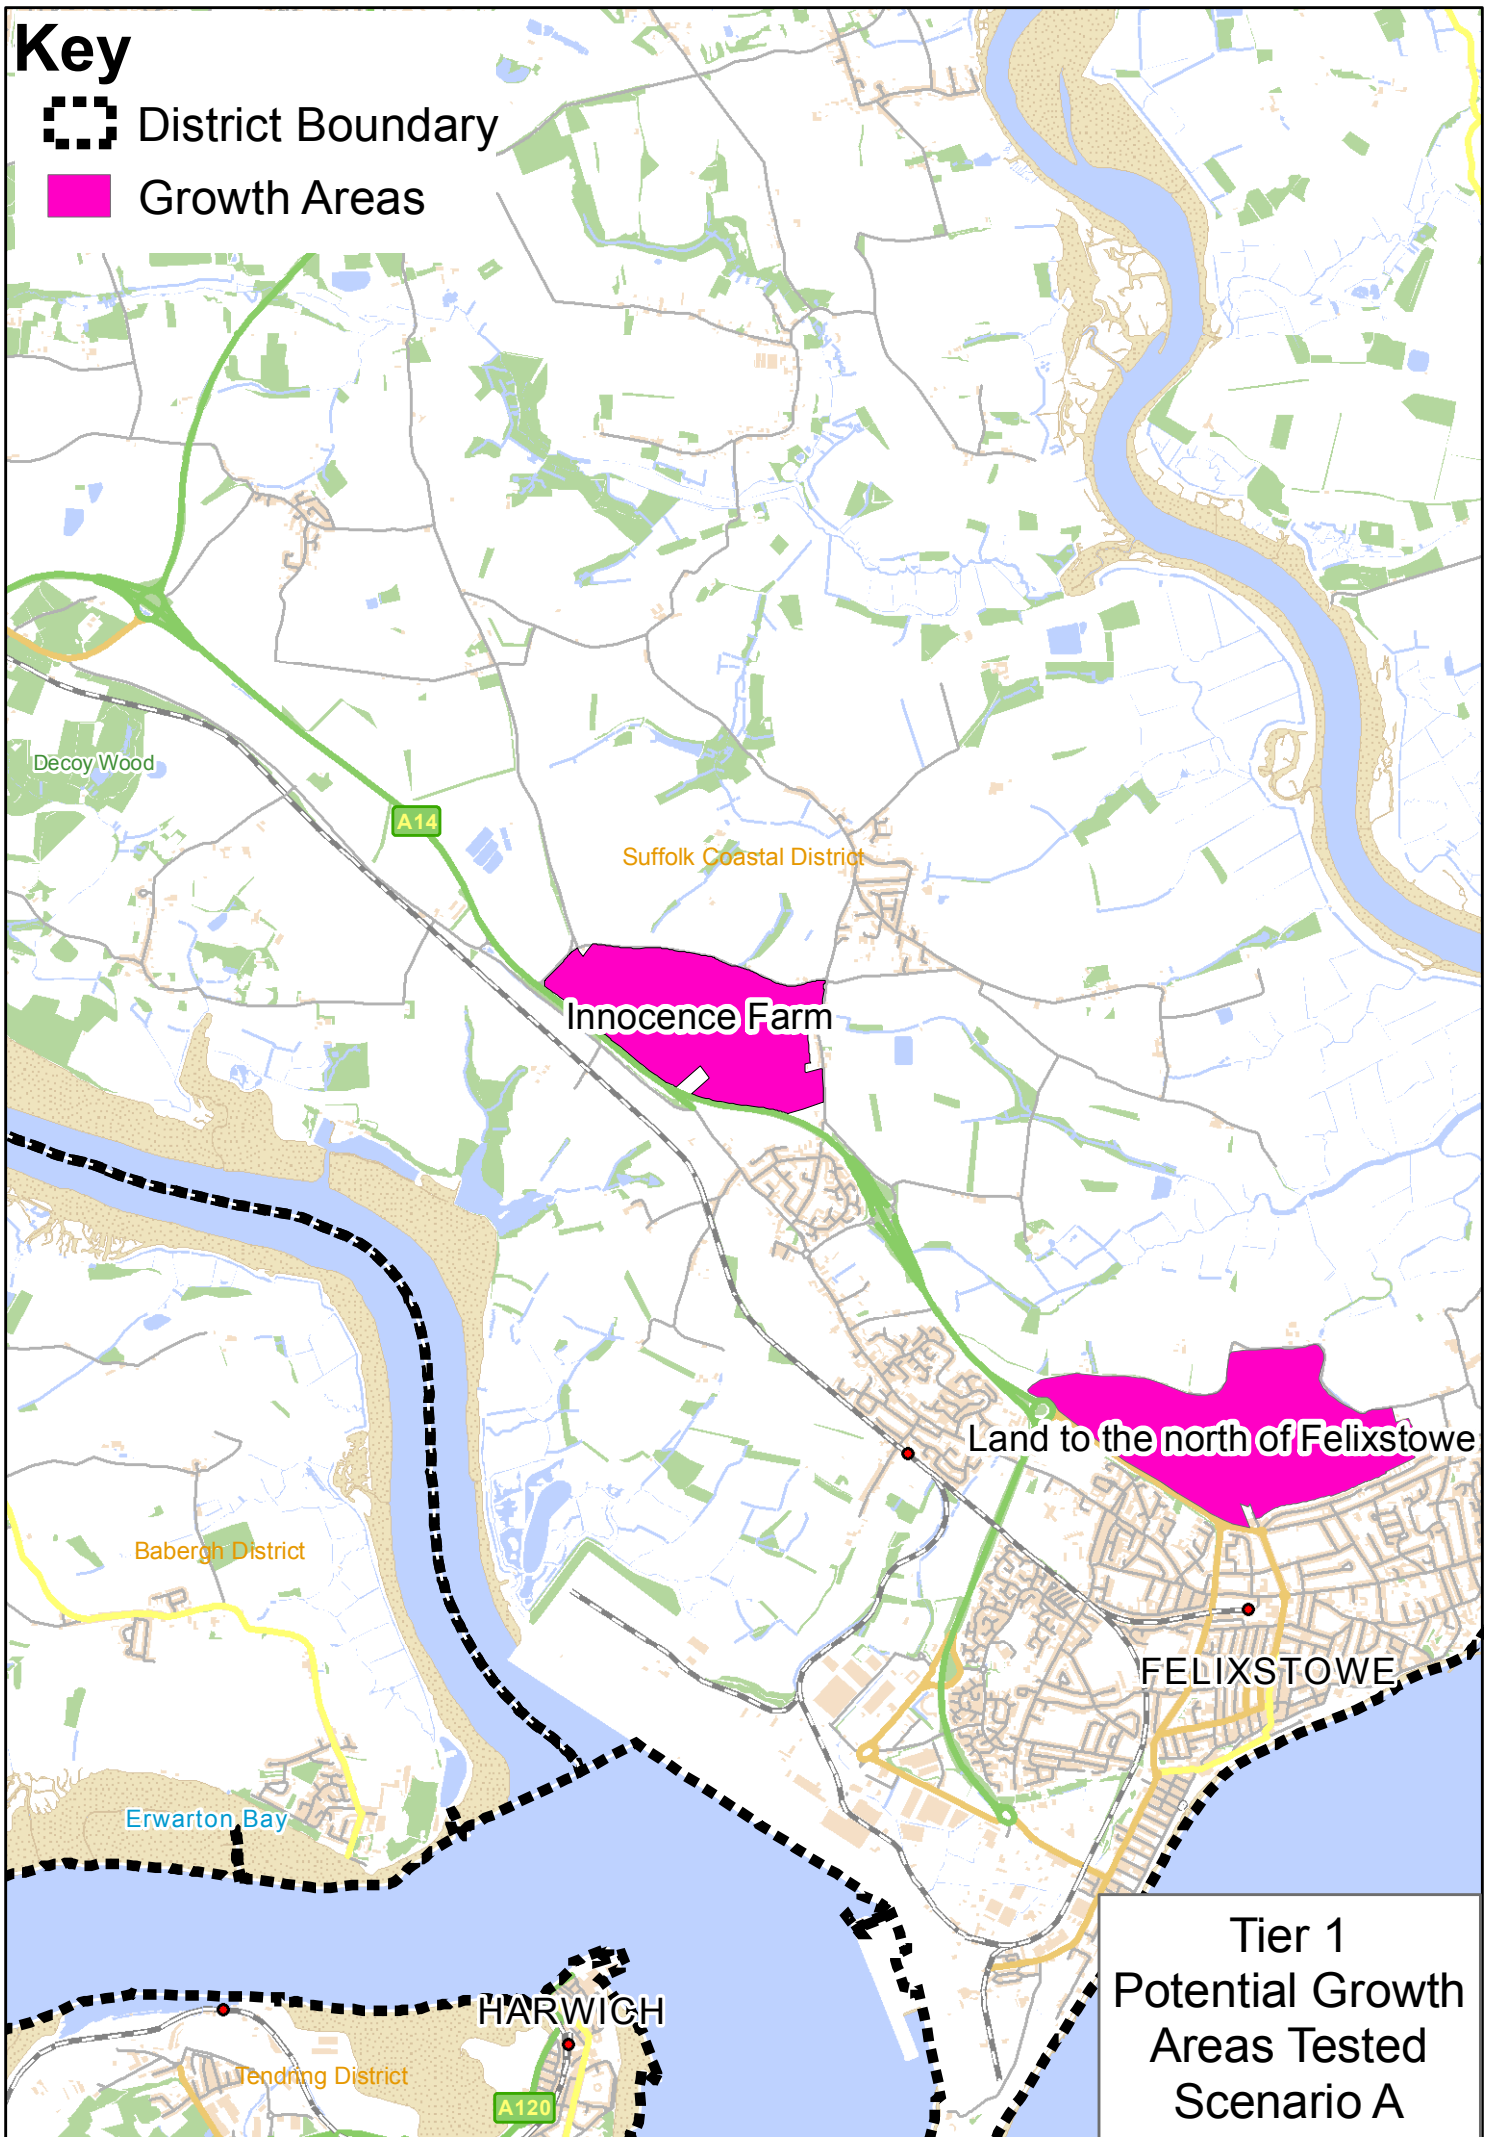 Key
District Boundary
Growth Areas
Decoy Wood
A14
Suffolk Coastal District
Innocence Farm
Land to the north of Felixstowe
Babergh District
FELIXSTOWE
Erwarton Bay
HARWICH
Tendring District
A120
Tier 1
Potential Growth
Areas Tested
Scenario A